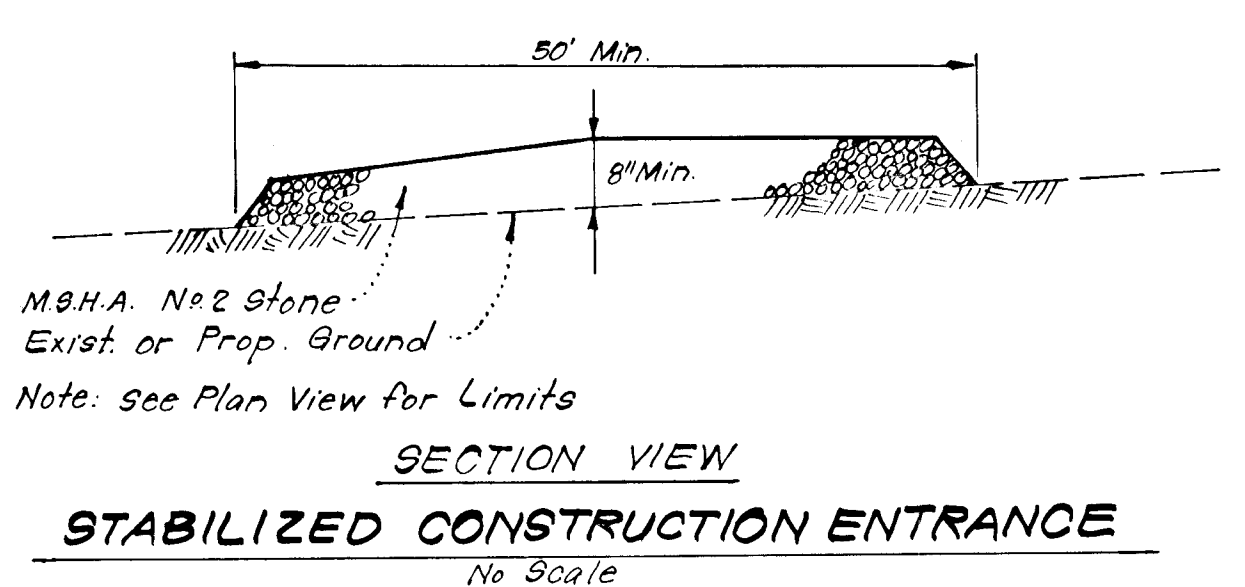 50' Min.
8" Min.
M.S.H.A. No. 2 Stone
Exist. or Prop. Ground
Note: See Plan View for Limits
SECTION VIEW
STABILIZED CONSTRUCTION ENTRANCE
No Scale